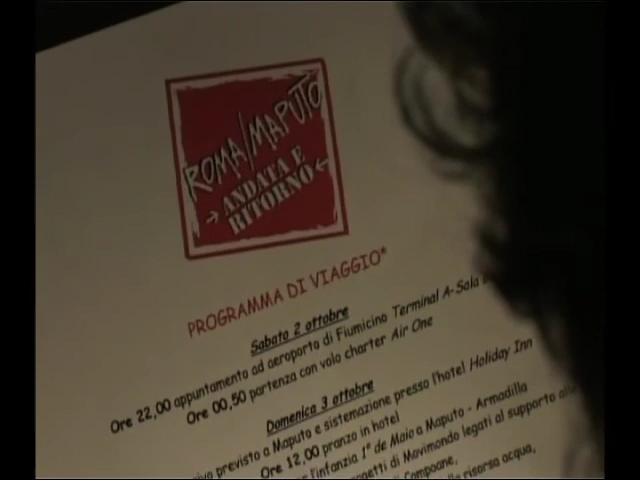 ROMA/MAPUTO
ANDATA E
RITORNO
PROGRAMMA DI VIAGGIO*
Sabato 2 ottobre
Ore 22,00 appuntamento ad aeroporto di Fiumicino Terminal A-Sala
Ore 00,50 partenza con volo charter Air One
Domenica 3 ottobre
previsto a Maputo e sistemazione presso l'hotel Holiday Inn
Ore 12,00 pranzo in hotel
l'infanzia 1° de Maio a Maputo - Armadilla
di Movimondo legati al supporto
risorsa acqua,